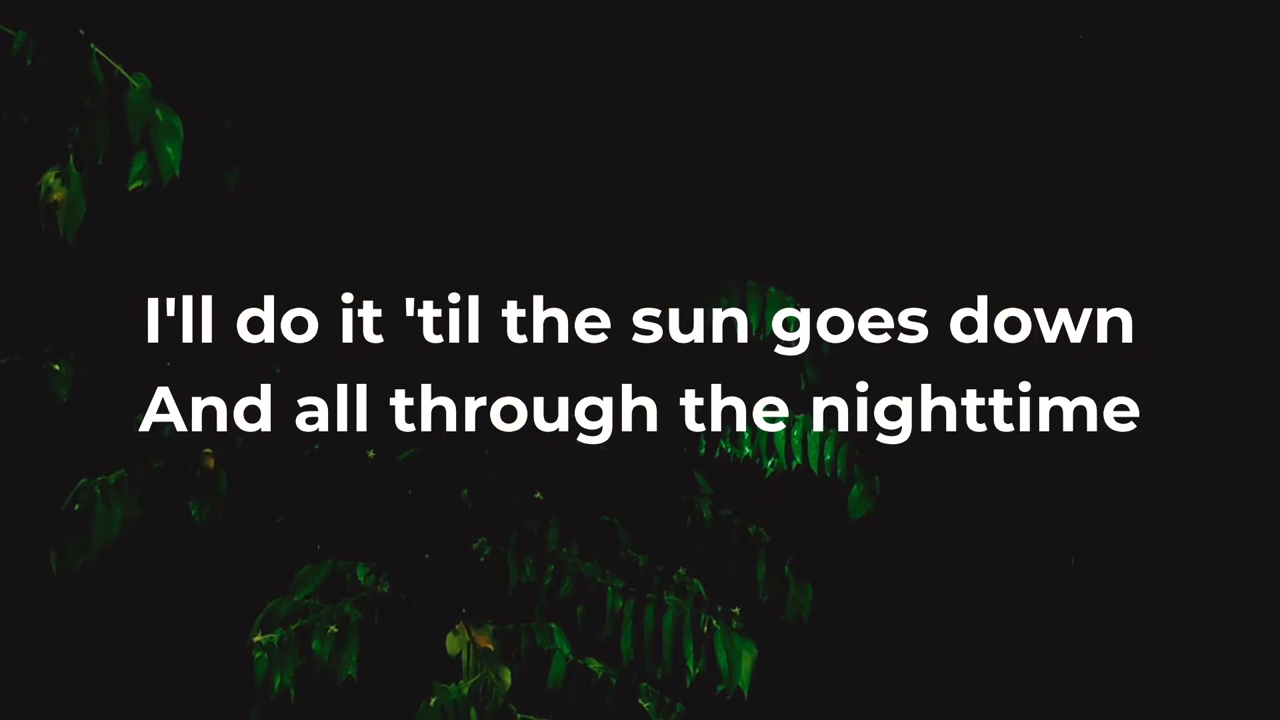 I'll do it 'til the sun goes down
And all through the nighttime